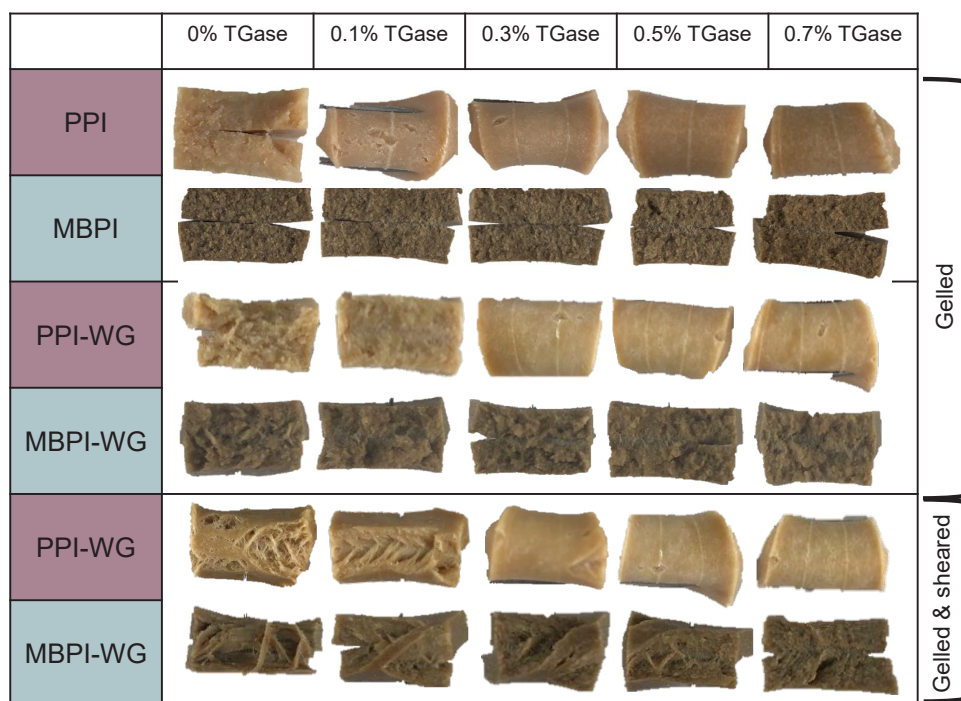 0% TGase 0.1% TGase 0.3% TGase 0.5% TGase 0.7% TGase
PPI
MBPI
PPI-WG
MBPI-WG
Gelled
PPI-WG
MBPI-WG
Gelled & sheared